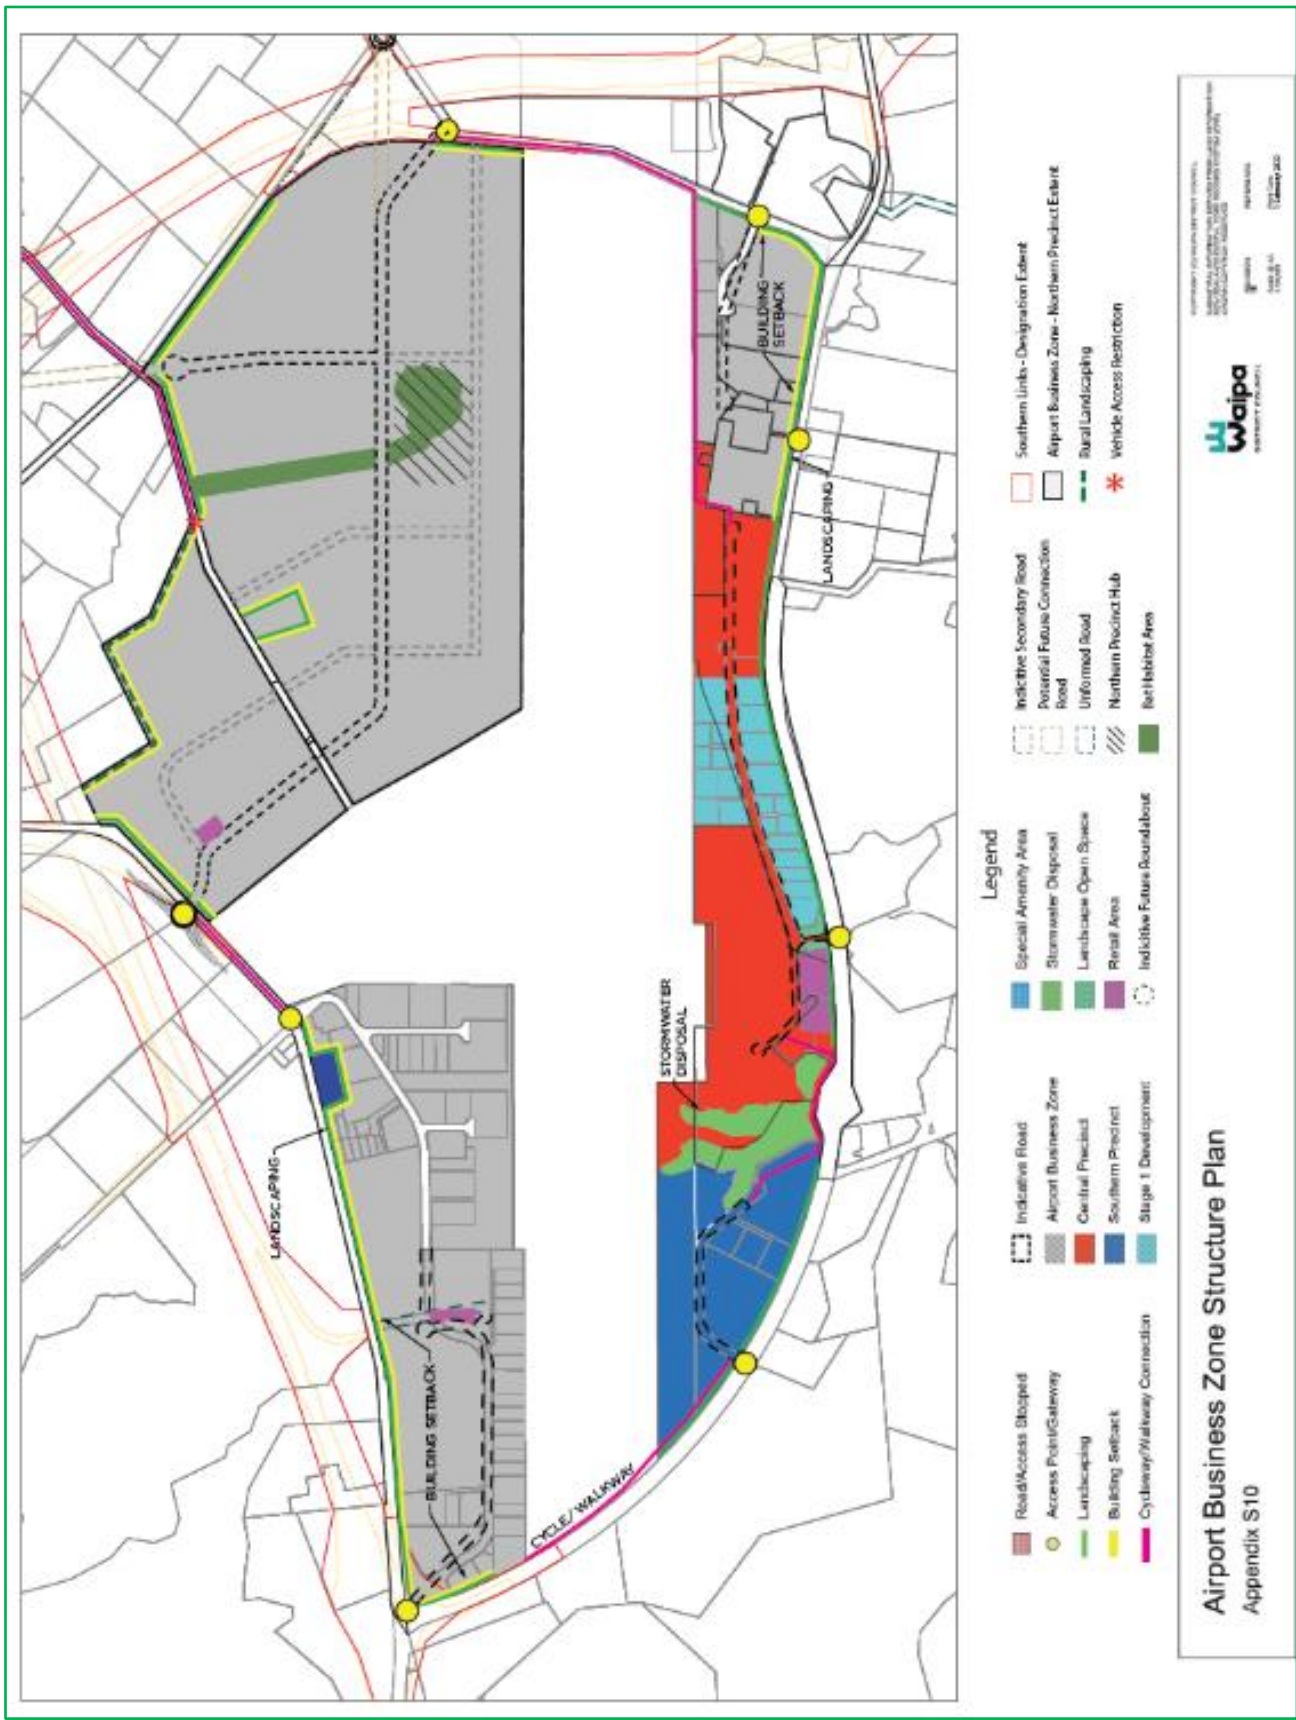 LANDSCAPING
BUILDING SETBACK
CYCLE/ WALKWAY
STORMWATER
DISPOSAL
LANDSCAPING
BUILDING
SETBACK
Legend
Road/Access Stopped
Access Point/Gateway
Landscaping
Building Setback
Cycleway/Walkway Connection
Indicative Road
Airport Business Zone
Central Precinct
Southern Precinct
Stage 1 Development
Special Amenity Area
Stormwater Disposal
Landscape Open Space
Retail Area
Indicitive Future Roundabout
Indicitive Secondary Road
Potential Future Connection
Road
Unformed Road
Northern Precinct Hub
Bat Habitat Area
Southern Links - Designation Extent
Airport Business Zone - Northern Precinct Extent
Rural Landscaping
Vehicle Access Restriction
Airport Business Zone Structure Plan
Appendix S10
Waipa
DISTRICT COUNCIL